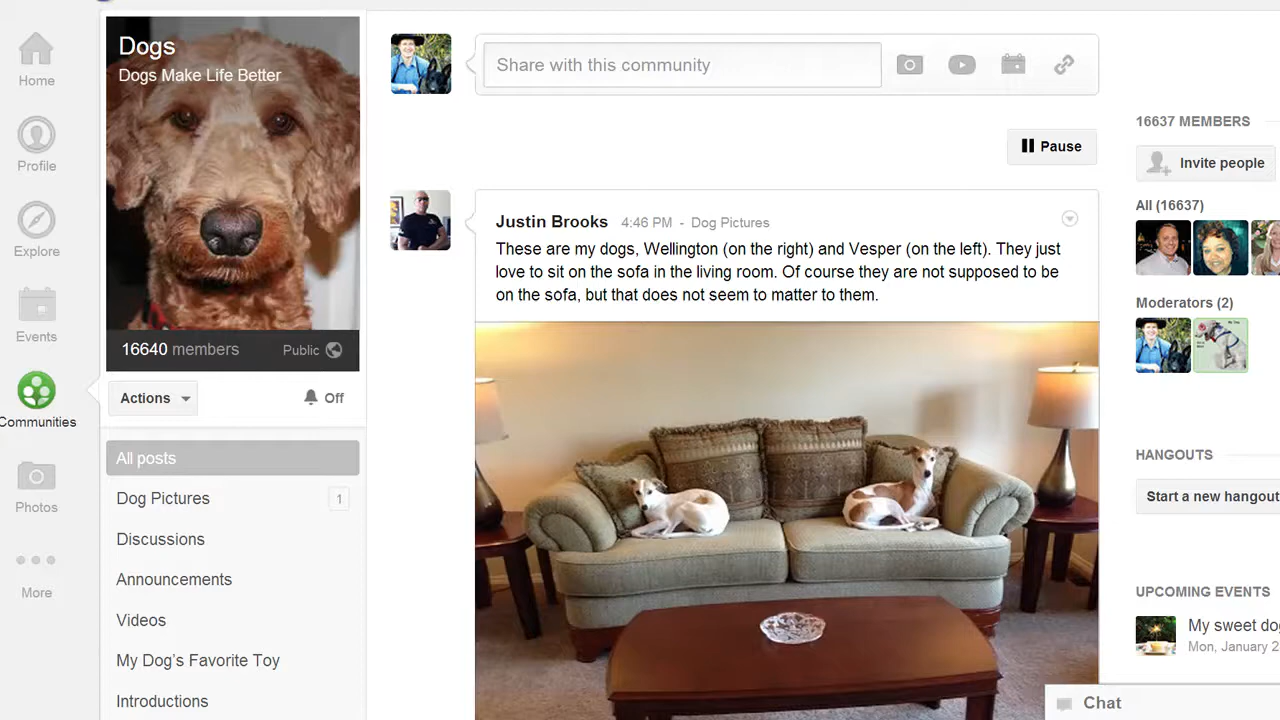 Home
Profile
Explore
Events
Communities
Photos
More
Dogs
Dogs Make Life Better
16640 members
Public
Actions
Off
All posts
Dog Pictures
1
Discussions
Announcements
Videos
My Dog’s Favorite Toy
Introductions
Share with this community
Pause
Justin Brooks 4:46 PM - Dog Pictures
These are my dogs, Wellington (on the right) and Vesper (on the left). They just
love to sit on the sofa in the living room. Of course they are not supposed to be
on the sofa, but that does not seem to matter to them.
16637 MEMBERS
Invite people
All (16637)
Moderators (2)
HANGOUTS
Start a new hangout
UPCOMING EVENTS
My sweet
Mon, January
Chat